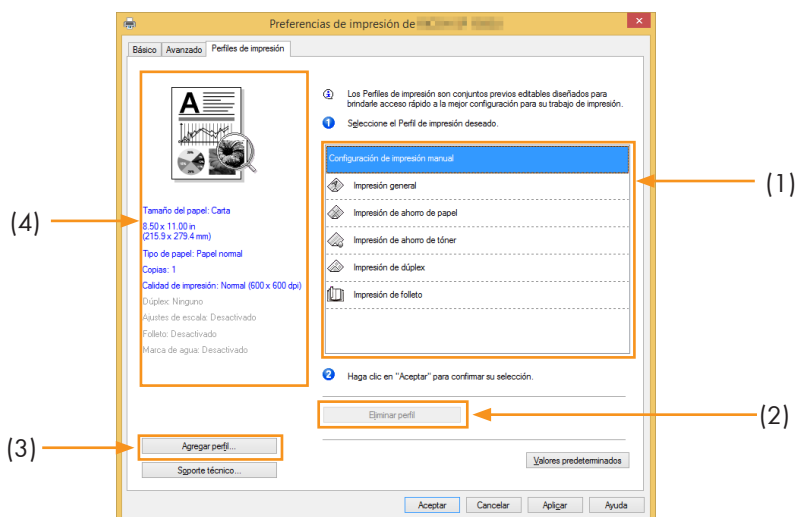 Preferencias de impresión de
Básico
Avanzado
Perfiles de impresión
A
Tamaño del papel: Carta
8.50 x 11.00 in
(215.9 x 279.4 mm)
Tipo de papel: Papel normal
Copias: 1
Calidad de impresión: Normal (600 x 600 dpi)
Dúplex: Ninguno
Ajustes de escala: Desactivado
Folleto: Desactivado
Marca de agua: Desactivado
(4)
Los Perfiles de impresión son conjuntos previos editables diseñados para
brindarle acceso rápido a la mejor configuración para su trabajo de impresión.
1 Seleccione el Perfil de impresión deseado.
Configuración de impresión manual
Impresión general
Impresión de ahorro de papel
Impresión de ahorro de tóner
Impresión de dúplex
Impresión de folleto
(1)
2 Haga clic en "Aceptar" para confirmar su selección.
Eliminar perfil
(2)
(3)
Agregar perfil...
Soporte técnico...
Valores predeterminados
Aceptar
Cancelar
Aplicar
Ayuda